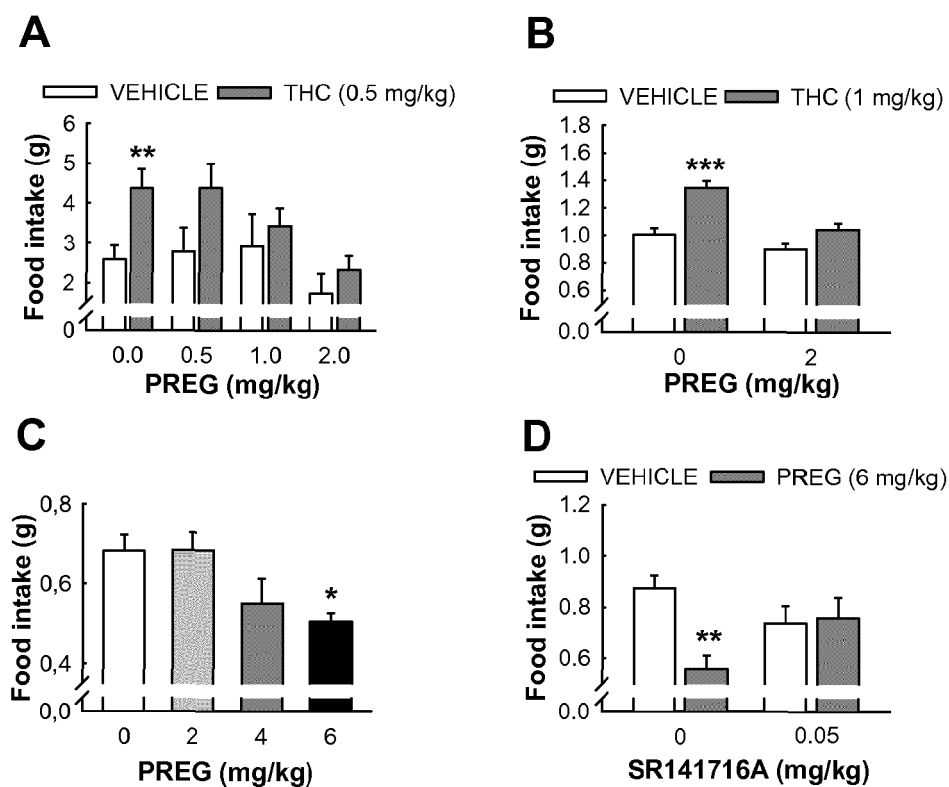 A
VEHICLE THC (0.5 mg/kg)
Food intake (g)
6
5
4
3
2
0
**
0.0 0.5 1.0 2.0
PREG (mg/kg)
B
VEHICLE THC (1 mg/kg)
Food intake (g)
1.8
1.6
1.4
1.2
1.0
0.8
0.6
0.0
***
0 2
PREG (mg/kg)
C
Food intake (g)
0,8
0,6
0,4
0,0
*
0 2 4 6
PREG (mg/kg)
D
VEHICLE PREG (6 mg/kg)
Food intake (g)
1.2
1.0
0.8
0.6
0.0
**
0 0.05
SR141716A (mg/kg)